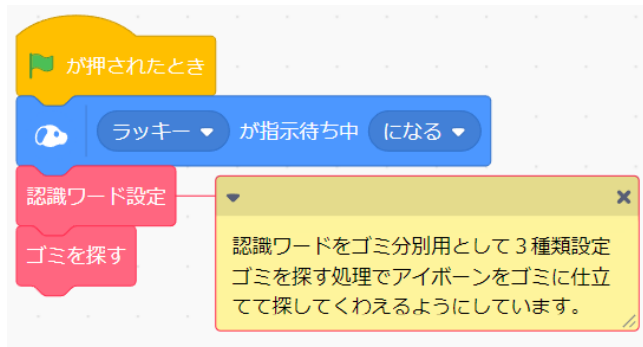 が押されたとき
ラッキー が指示待ち中 になる
認識ワード設定
ゴミを探す
認識ワードをゴミ分別用として３種類設定
ゴミを探す処理でアイボーンをゴミに仕立
てて探してくわえるようにしています。